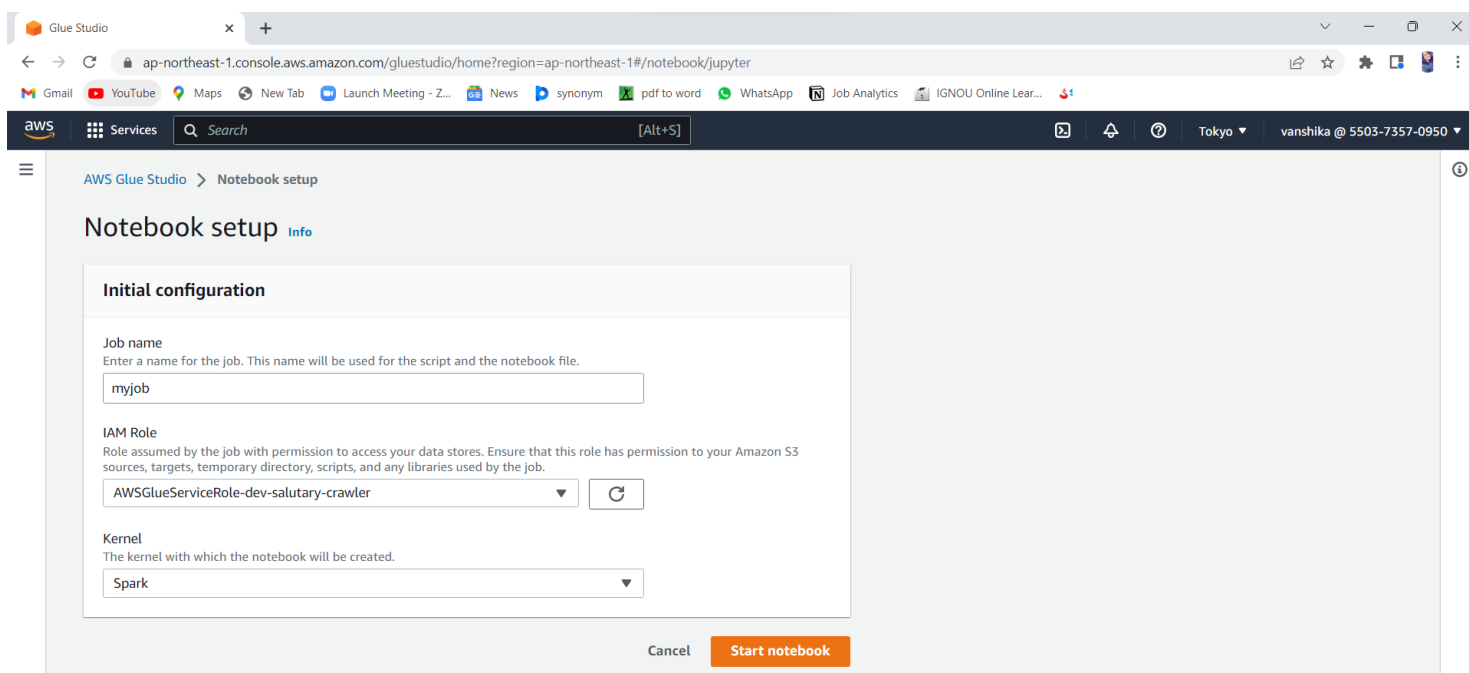 Glue Studio
ap-northeast-1.console.aws.amazon.com/gluestudio/home?region=ap-northeast-1#/notebook/jupyter
Gmail YouTube Maps New Tab Launch Meeting - Z... News synonym pdf to word WhatsApp Job Analytics IGNOU Online Lear...
aws Services Search [Alt+S] Tokyo vanshika @ 5503-7357-0950
AWS Glue Studio > Notebook setup
Notebook setup Info
Initial configuration
Job name
Enter a name for the job. This name will be used for the script and the notebook file.
myjob
IAM Role
Role assumed by the job with permission to access your data stores. Ensure that this role has permission to your Amazon S3
sources, targets, temporary directory, scripts, and any libraries used by the job.
AWSGlueServiceRole-dev-salutary-crawler
Kernel
The kernel with which the notebook will be created.
Spark
Cancel Start notebook